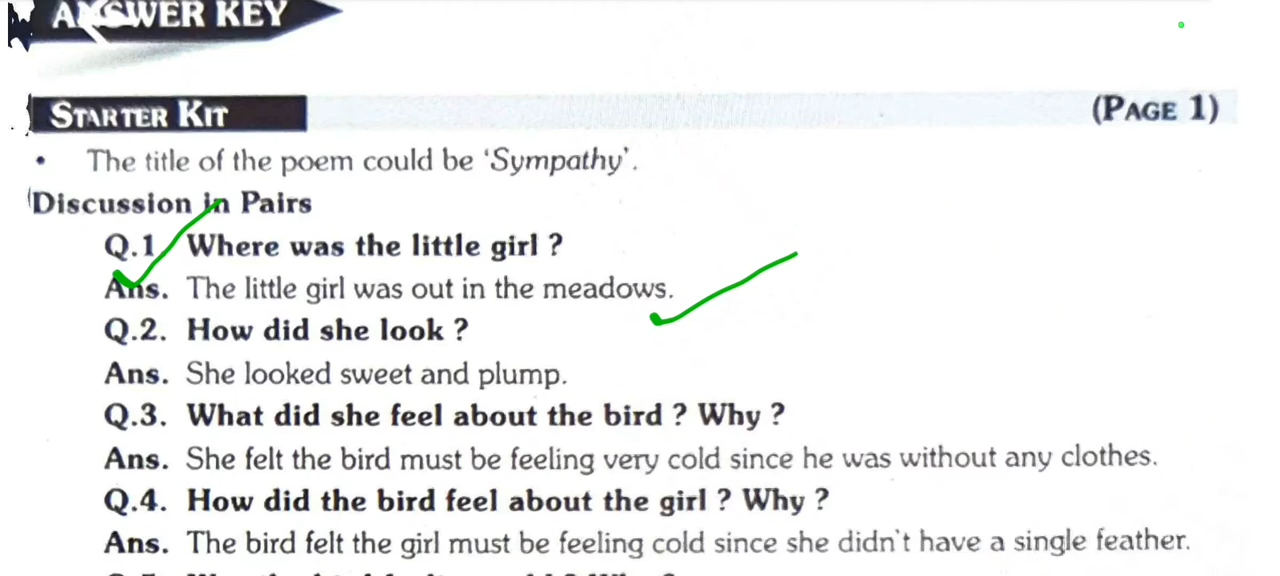 ANSWER KEY
STARTER KIT (PAGE 1)
• The title of the poem could be ‘Sympathy’.
Discussion in Pairs
Q.1 Where was the little girl ?
Ans. The little girl was out in the meadows.
Q.2. How did she look ?
Ans. She looked sweet and plump.
Q.3. What did she feel about the bird ? Why ?
Ans. She felt the bird must be feeling very cold since he was without any clothes.
Q.4. How did the bird feel about the girl ? Why ?
Ans. The bird felt the girl must be feeling cold since she didn't have a single feather.